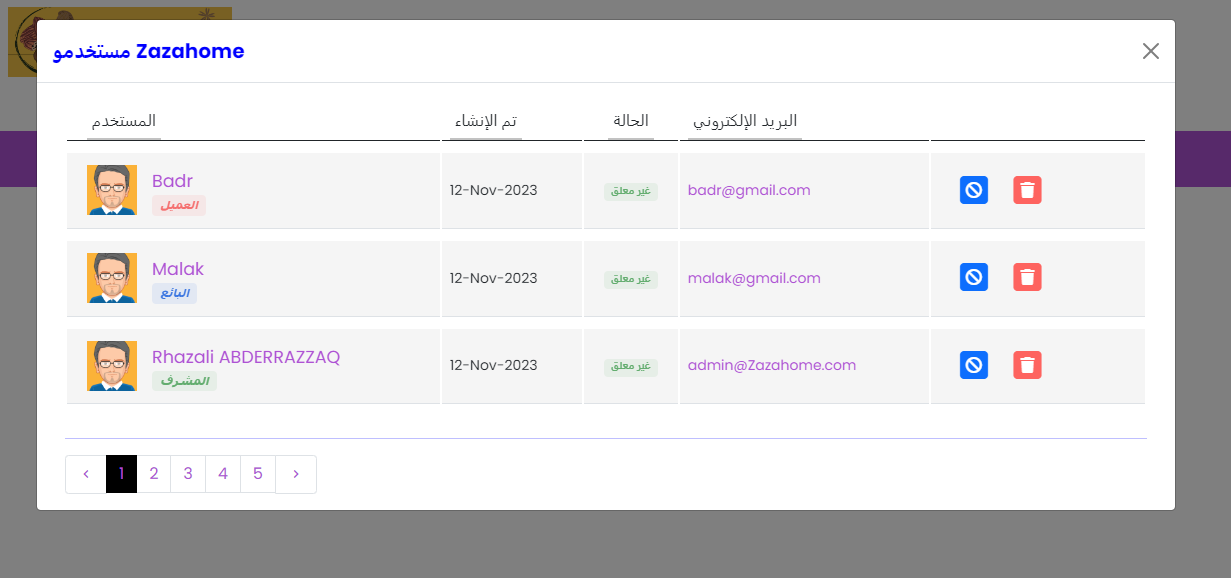 مستخدمو Zazahome
المستخدم تم الإنشاء الحالة البريد الإلكتروني
Badr
العميل
12-Nov-2023 غير معلق badr@gmail.com
Malak
البائع
12-Nov-2023 غير معلق malak@gmail.com
Rhazali ABDERRAZZAQ
المشرف
12-Nov-2023 غير معلق admin@Zazahome.com
‹ 1 2 3 4 5 ›